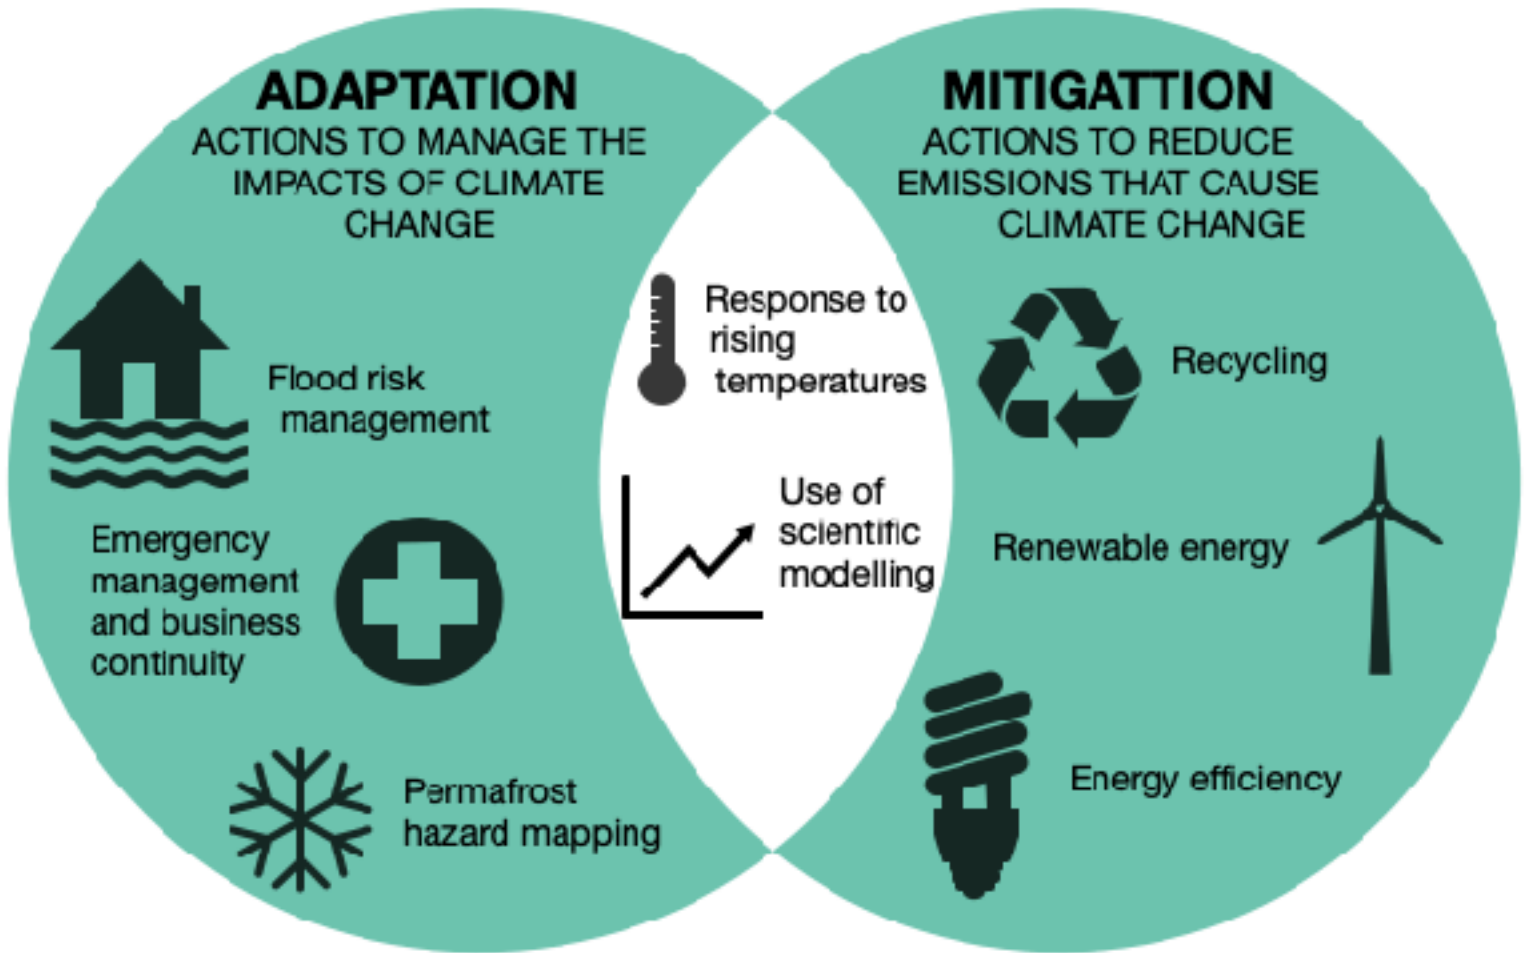 ADAPTATION
ACTIONS TO MANAGE THE
IMPACTS OF CLIMATE
CHANGE
Flood risk
management
Emergency
management
and business
continuity
Permafrost
hazard mapping
Response to
rising
temperatures
Use of
scientific
modelling
MITIGATTION
ACTIONS TO REDUCE
EMISSIONS THAT CAUSE
CLIMATE CHANGE
Recycling
Renewable energy
Energy efficiency